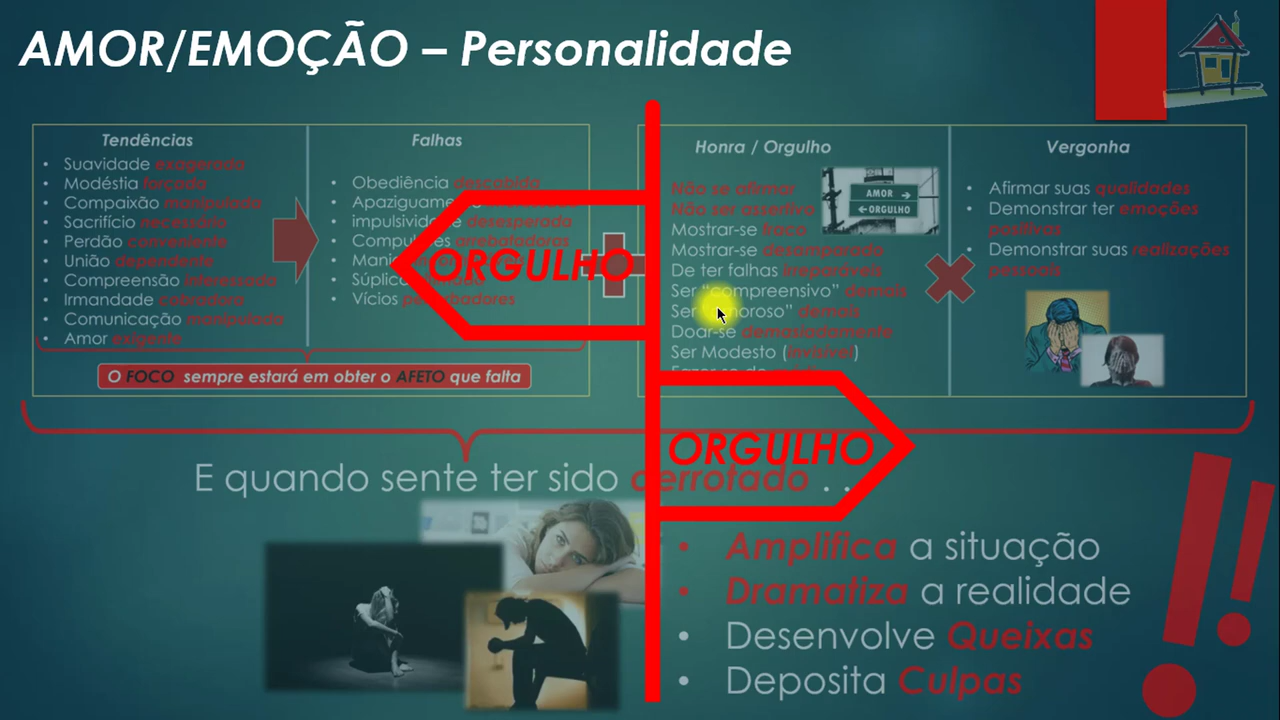 AMOR/EMOÇÃO – Personalidade
Tendências
• Suavidade exagerada
• Modéstia forçada
• Compaixão manipulada
• Sacrifício necessário
• Perdão conveniente
• União dependente
• Compreensão interessada
• Irmandade cobradora
• Comunicação manipulada
• Amor exigente
Falhas
• Obediência descabida
•
• desesperada
• arrebatadoras
•
•
• Vícios
O FOCO sempre estará em obter o AFETO que falta
ORGULHO
Honra / Orgulho
Não se afirmar
Não ser assertivo
Mostrar-se fraco
Mostrar-se desamparado
De ter falhas irreparáveis
Ser “compreensivo” demais
Ser demais
Doar-se demasiadamente
Ser Modesto (invisível)
AMOR →
← ORGULHO
Vergonha
• Afirmar suas qualidades
• Demonstrar ter emoções
positivas
• Demonstrar suas realizações
pessoais
ORGULHO
E quando sente ter sido derrotado . .
• Amplifica a situação
• Dramatiza a realidade
• Desenvolve Queixas
• Deposita Culpas
!!